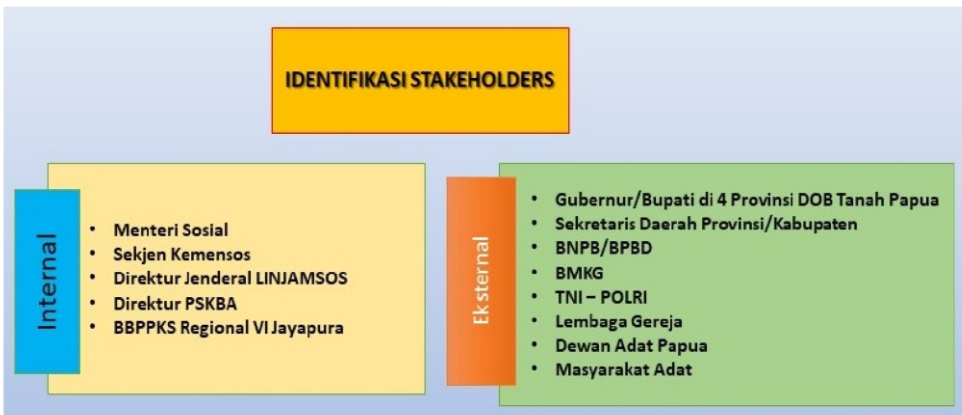 IDENTIFIKASI STAKEHOLDERS
Internal
• Menteri Sosial
• Sekjen Kemensos
• Direktur Jenderal LINJAMSOS
• Direktur PSKBA
• BBPPKS Regional VI Jayapura
Eksternal
• Gubernur/Bupati di 4 Provinsi DOB Tanah Papua
• Sekretaris Daerah Provinsi/Kabupaten
• BNPB/BPBD
• BMKG
• TNI – POLRI
• Lembaga Gereja
• Dewan Adat Papua
• Masyarakat Adat